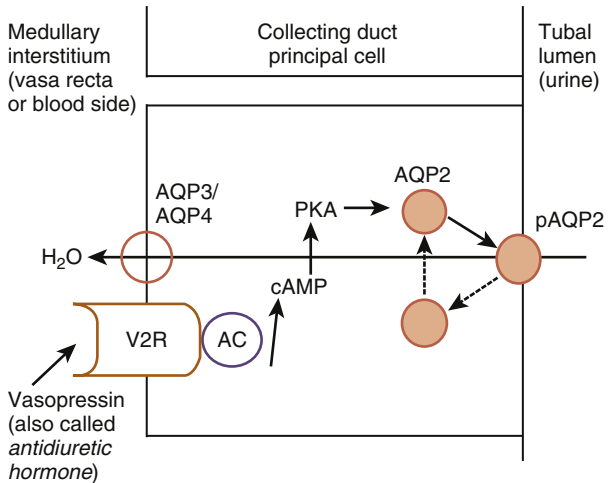 Medullary
interstitium
(vasa recta
or blood side)
Collecting duct
principal cell
Tubal
lumen
(urine)
AQP3/
AQP4
AQP2
PKA
pAQP2
H₂O
cAMP
V2R
AC
Vasopressin
(also called
antidiuretic
hormone)